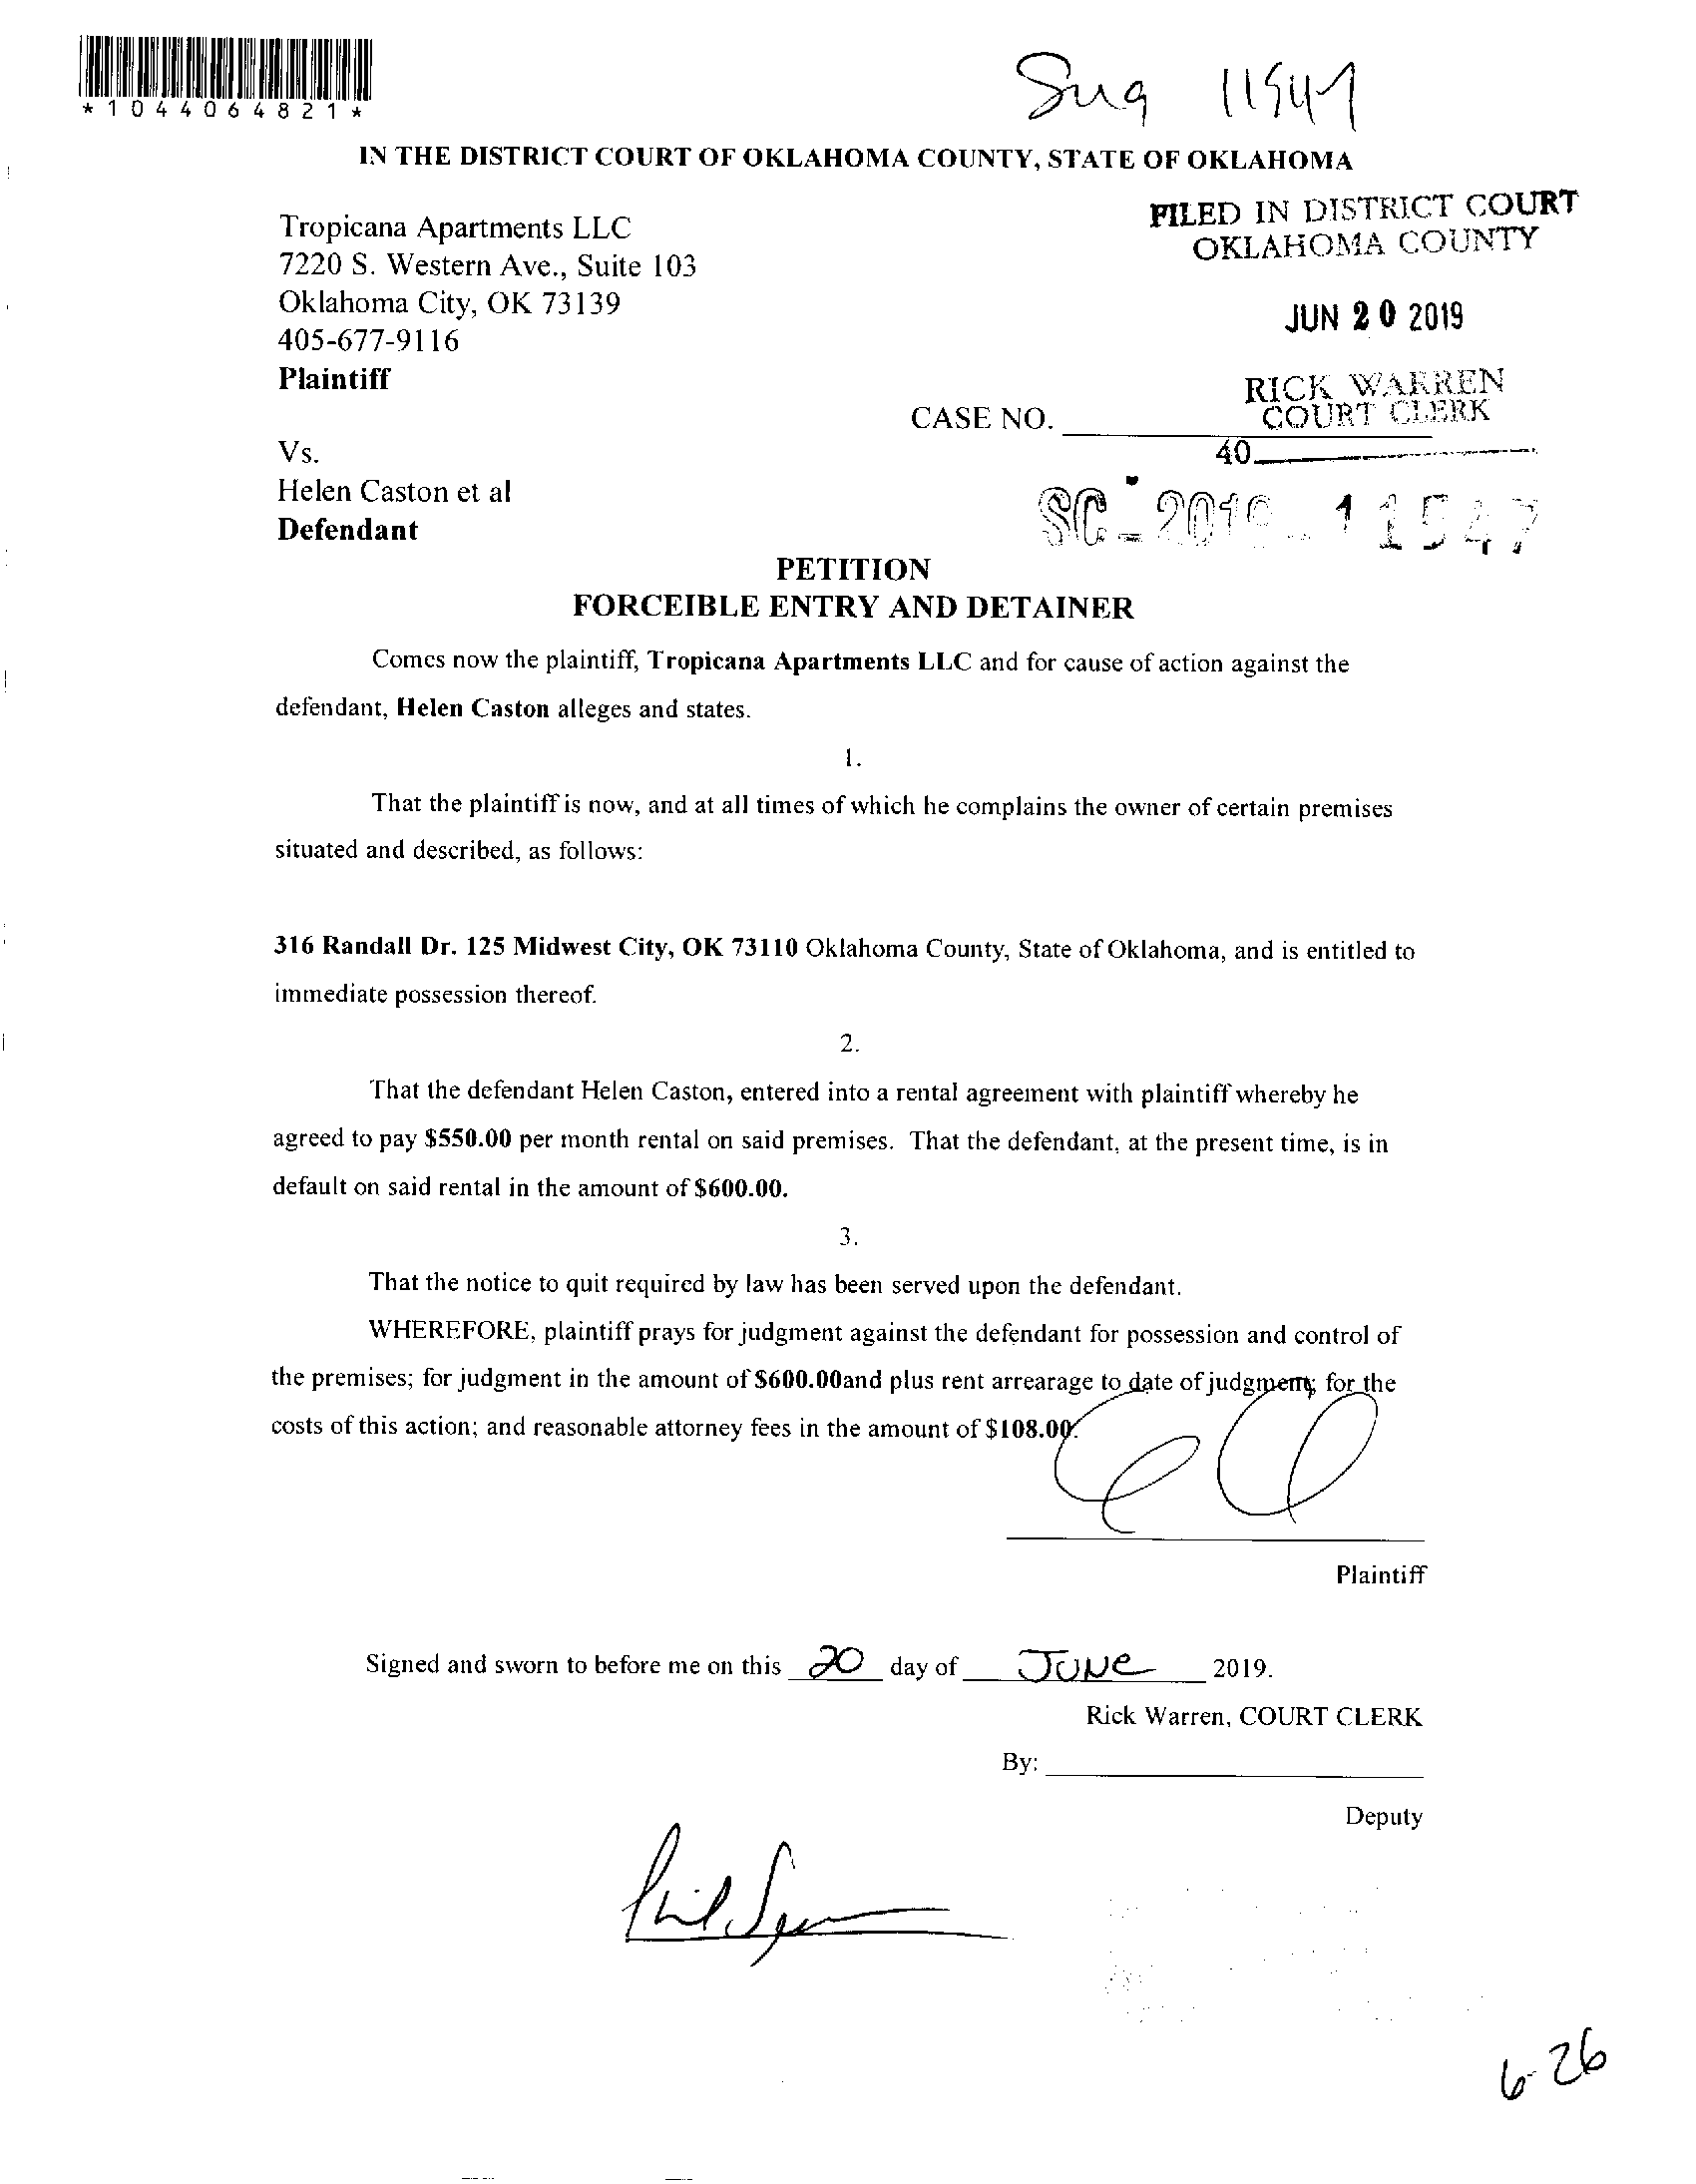 *1044064821*
11547
IN THE DISTRICT COURT OF OKLAHOMA COUNTY, STATE OF OKLAHOMA
FILED IN DISTRICT COURT
OKLAHOMA COUNTY
JUN 20 2019
RICK WARREN
COURT CLERK
40
Tropicana Apartments LLC
7220 S. Western Ave., Suite 103
Oklahoma City, OK 73139
405-677-9116
Plaintiff
CASE NO.
Vs.
Helen Caston et al
Defendant
SC-2019-11547
PETITION
FORCEIBLE ENTRY AND DETAINER
Comes now the plaintiff, Tropicana Apartments LLC and for cause of action against the
defendant, Helen Caston alleges and states.
1.
That the plaintiff is now, and at all times of which he complains the owner of certain premises
situated and described, as follows:
316 Randall Dr. 125 Midwest City, OK 73110 Oklahoma County, State of Oklahoma, and is entitled to
immediate possession thereof.
2.
That the defendant Helen Caston, entered into a rental agreement with plaintiff whereby he
agreed to pay $550.00 per month rental on said premises. That the defendant, at the present time, is in
default on said rental in the amount of $600.00.
3.
That the notice to quit required by law has been served upon the defendant.
WHEREFORE, plaintiff prays for judgment against the defendant for possession and control of
the premises; for judgment in the amount of $600.00and plus rent arrearage to date of judgment; for the
costs of this action; and reasonable attorney fees in the amount of $108.00.
Plaintiff
Signed and sworn to before me on this 20 day of June 2019.
Rick Warren, COURT CLERK
By:
Deputy
6-26